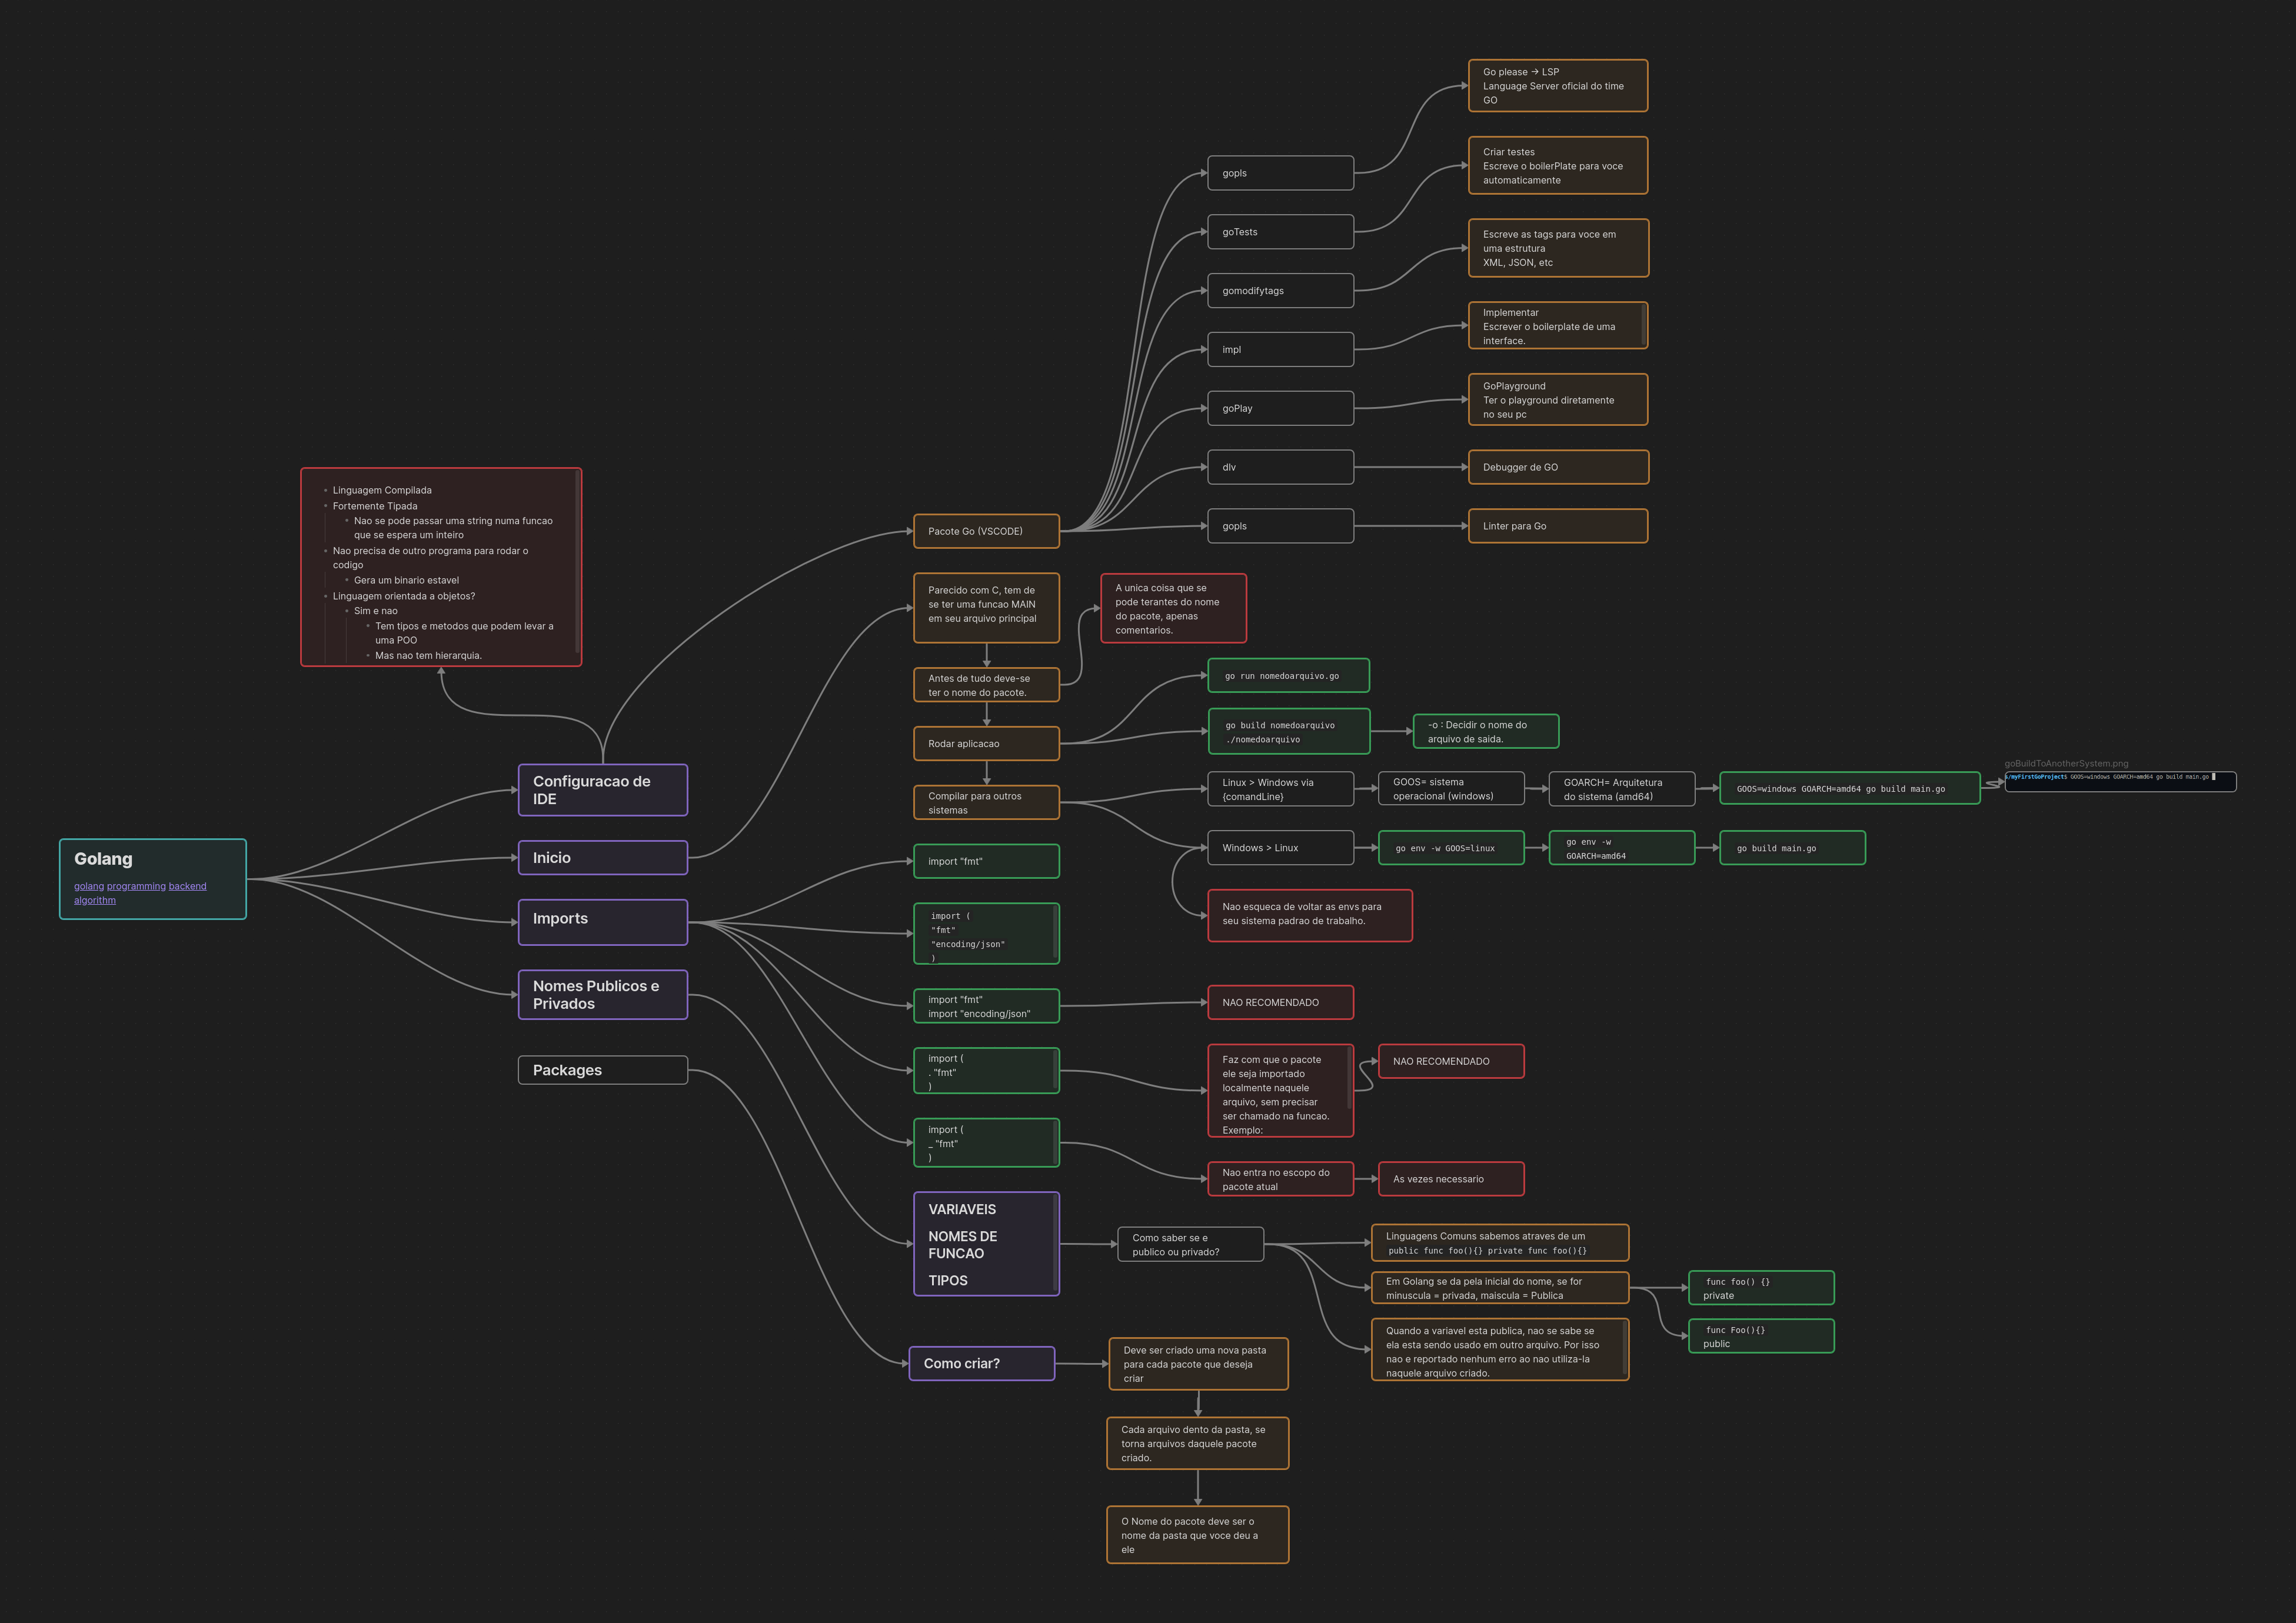 Go please → LSP
Language Server oficial do time
GO
gopls
Criar testes
Escreve o boilerPlate para voce
automaticamente
goTests
Escreve as tags para voce em
uma estrutura
XML, JSON, etc
gomodifytags
Implementar
Escrever o boilerplate de uma
interface.
impl
GoPlayground
Ter o playground diretamente
no seu pc
goPlay
dlv
Debugger de GO
gopls
Linter para Go
Pacote Go (VSCODE)
Linguagem Compilada
Fortemente Tipada
Nao se pode passar uma string numa funcao
que se espera um inteiro
Nao precisa de outro programa para rodar o
codigo
Gera um binario estavel
Linguagem orientada a objetos?
Sim e nao
Tem tipos e metodos que podem levar a
uma POO
Mas nao tem hierarquia.
Parecido com C, tem de
se ter uma funcao MAIN
em seu arquivo principal
A unica coisa que se
pode terantes do nome
do pacote, apenas
comentarios.
Antes de tudo deve-se
ter o nome do pacote.
go run nomedoarquivo.go
Rodar aplicacao
go build nomedoarquivo
./nomedoarquivo
-o : Decidir o nome do
arquivo de saida.
Configuracao de
IDE
Compilar para outros
sistemas
Linux > Windows via
{comandLine}
GOOS= sistema
operacional (windows)
GOARCH= Arquitetura
do sistema (amd64)
GOOS=windows GOARCH=amd64 go build main.go
goBuildToAnotherSystem.png
/myFirstGoProject$ GOOS=windows GOARCH=amd64 go build main.go
Windows > Linux
go env -w GOOS=linux
go env -w
GOARCH=amd64
go build main.go
Nao esqueca de voltar as envs para
seu sistema padrao de trabalho.
Golang
golang programming backend
algorithm
Inicio
Imports
import "fmt"
import (
"fmt"
"encoding/json"
)
import "fmt"
import "encoding/json"
NAO RECOMENDADO
import (
. "fmt"
)
Faz com que o pacote
ele seja importado
localmente naquele
arquivo, sem precisar
ser chamado na funcao.
Exemplo:
NAO RECOMENDADO
import (
_ "fmt"
)
Nao entra no escopo do
pacote atual
As vezes necessario
Nomes Publicos e
Privados
VARIAVEIS
NOMES DE
FUNCAO
TIPOS
Como saber se e
publico ou privado?
Linguagens Comuns sabemos atraves de um
public func foo(){} private func foo(){}
Em Golang se da pela inicial do nome, se for
minuscula = privada, maiscula = Publica
func foo() {}
private
func Foo(){}
public
Quando a variavel esta publica, nao se sabe se
ela esta sendo usado em outro arquivo. Por isso
nao e reportado nenhum erro ao nao utiliza-la
naquele arquivo criado.
Packages
Como criar?
Deve ser criado uma nova pasta
para cada pacote que deseja
criar
Cada arquivo dento da pasta, se
torna arquivos daquele pacote
criado.
O Nome do pacote deve ser o
nome da pasta que voce deu a
ele